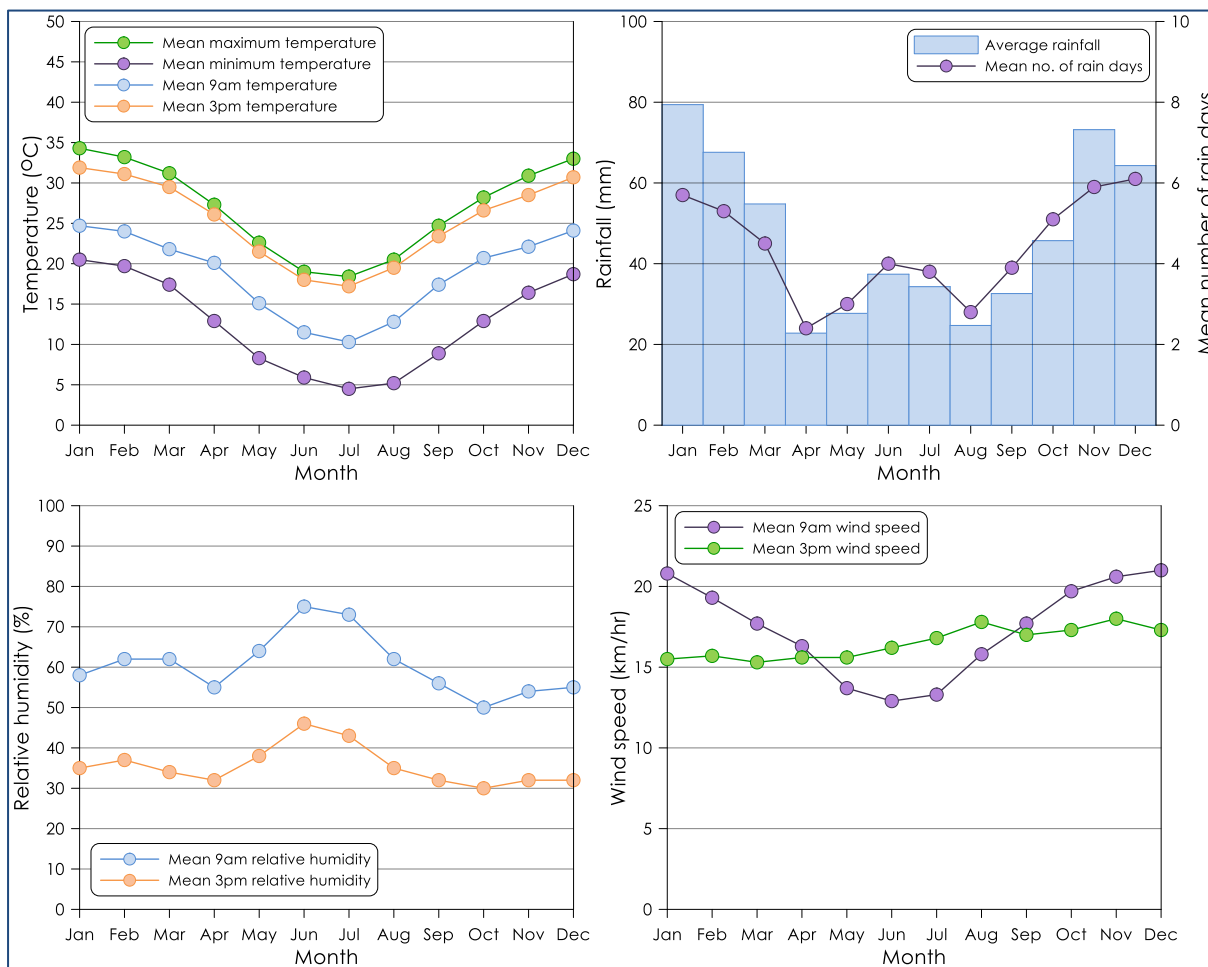 50
45
40
35
30
25
20
15
10
5
0
Temperature (ºC)
Mean maximum temperature
Mean minimum temperature
Mean 9am temperature
Mean 3pm temperature
Jan Feb Mar Apr May Jun Jul Aug Sep Oct Nov Dec
Month
100
80
60
40
20
0
Rainfall (mm)
Average rainfall
Mean no. of rain days
10
8
6
4
2
0
Mean number of rain days
Jan Feb Mar Apr May Jun Jul Aug Sep Oct Nov Dec
Month
100
90
80
70
60
50
40
30
20
10
0
Relative humidity (%)
Mean 9am relative humidity
Mean 3pm relative humidity
Jan Feb Mar Apr May Jun Jul Aug Sep Oct Nov Dec
Month
25
20
15
10
5
0
Wind speed (km/hr)
Mean 9am wind speed
Mean 3pm wind speed
Jan Feb Mar Apr May Jun Jul Aug Sep Oct Nov Dec
Month